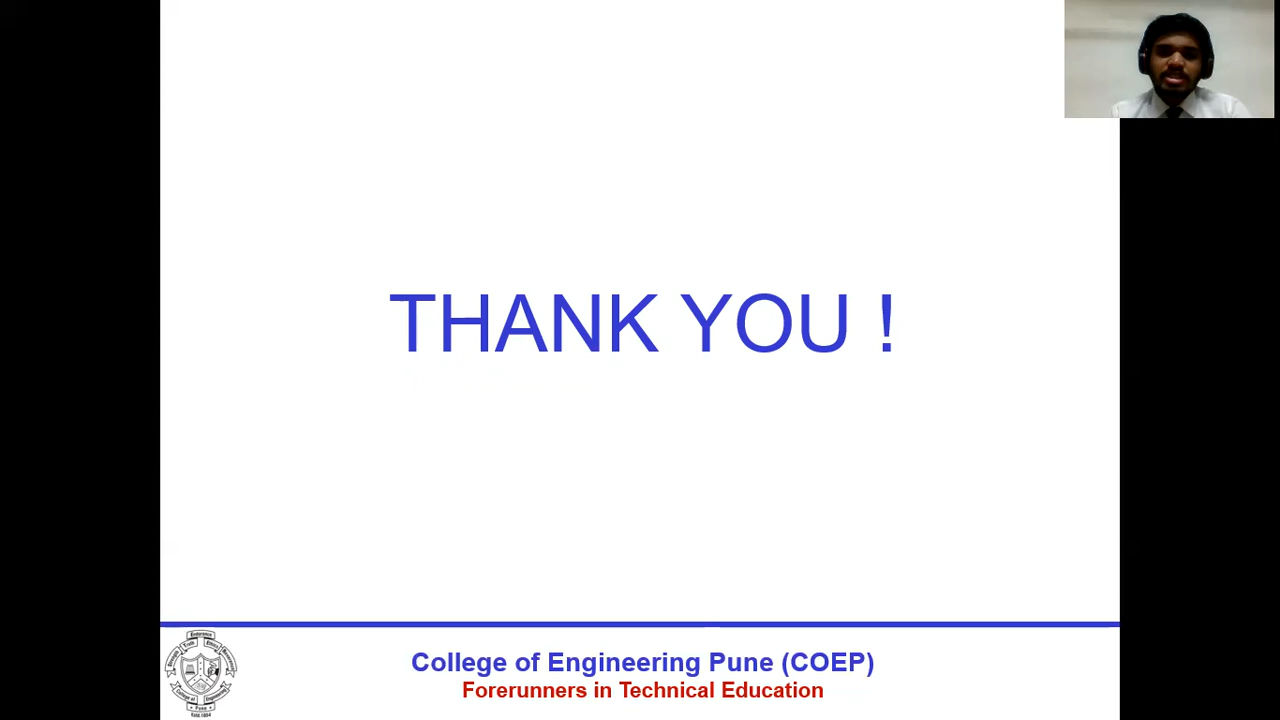 THANK YOU !
College of Engineering Pune (COEP)
Forerunners in Technical Education